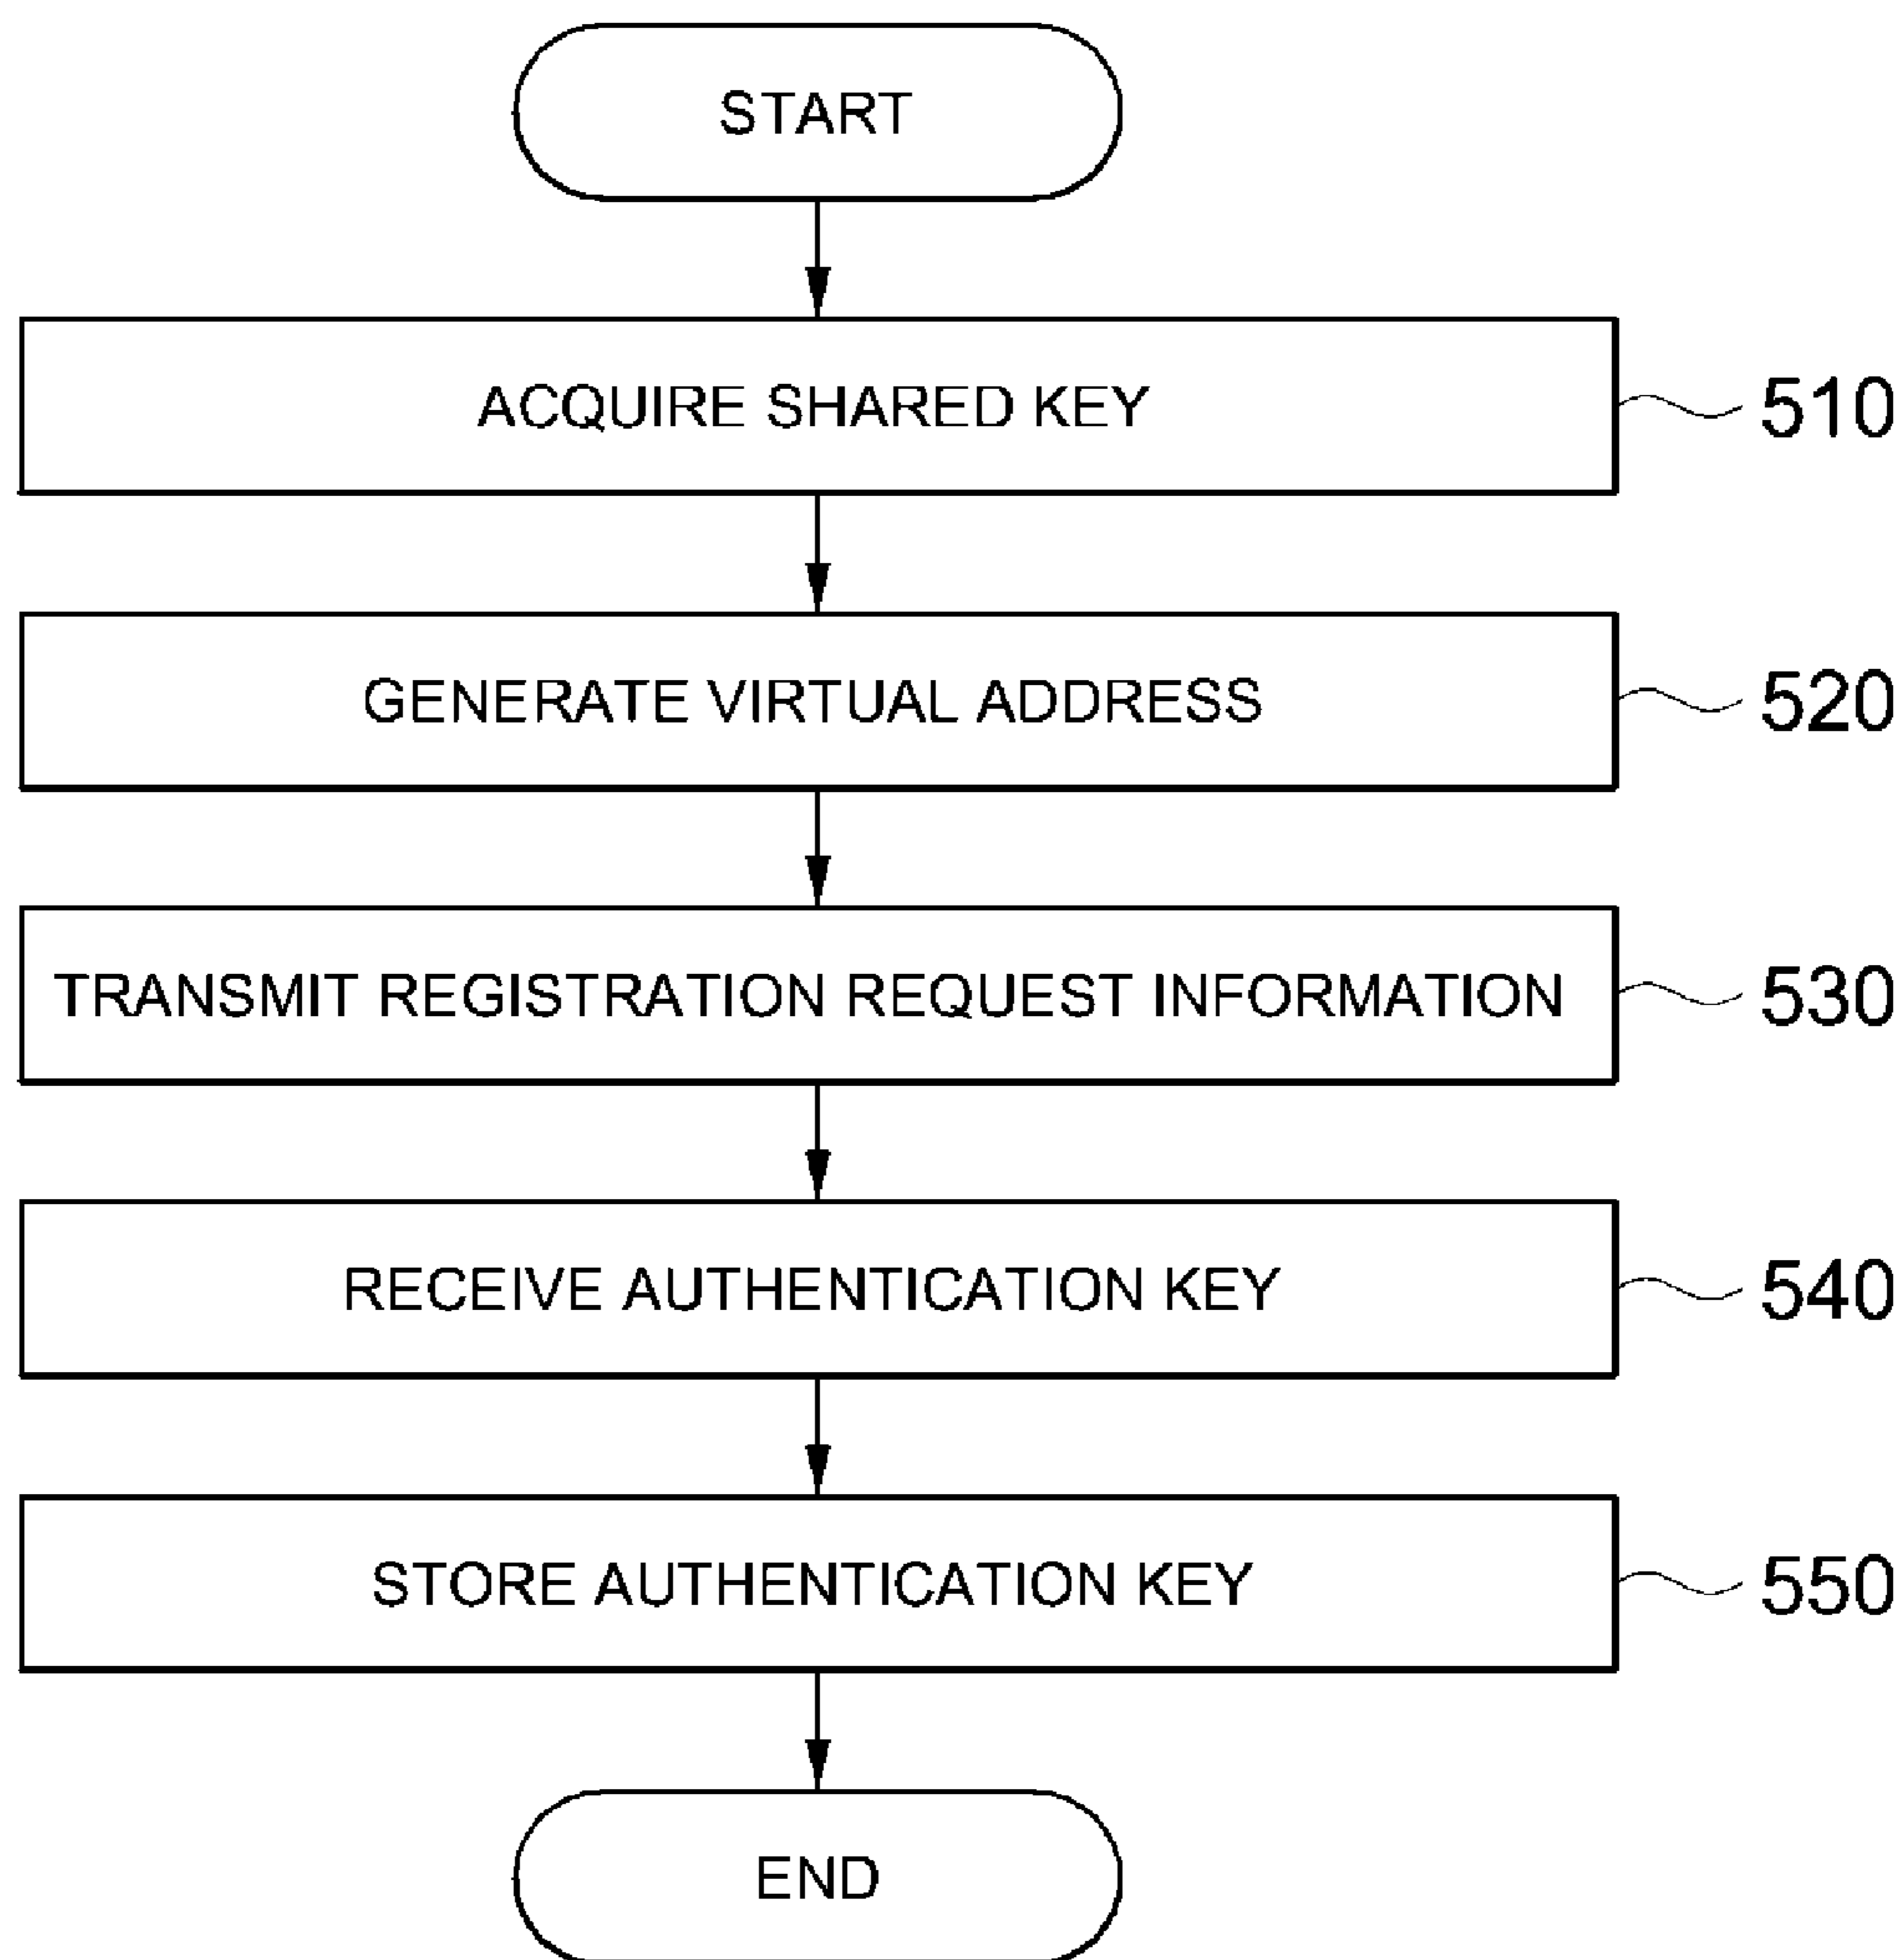 START
ACQUIRE SHARED KEY
510
GENERATE VIRTUAL ADDRESS
520
TRANSMIT REGISTRATION REQUEST INFORMATION
530
RECEIVE AUTHENTICATION KEY
540
STORE AUTHENTICATION KEY
550
END